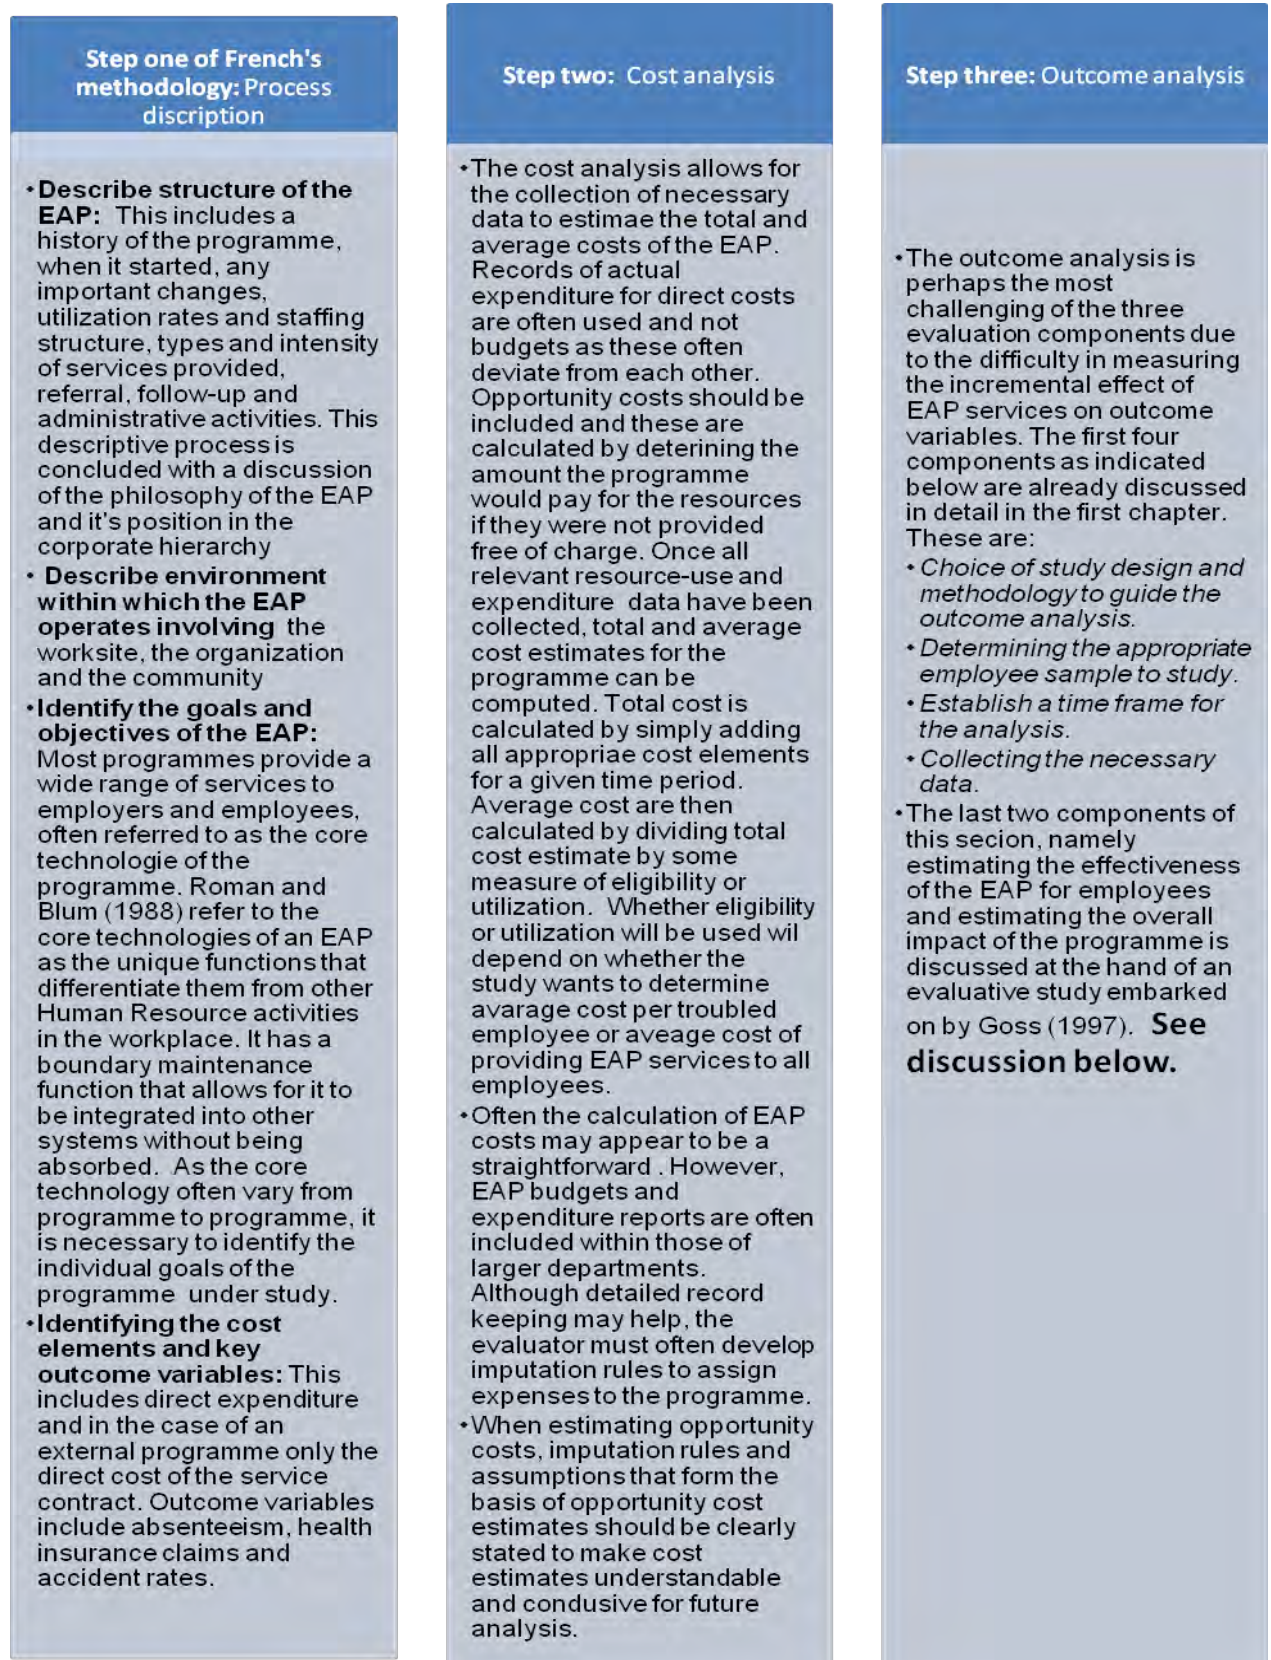 Step one of French's
methodology: Process
discription
• Describe structure of the
EAP: This includes a
history of the programme,
when it started, any
important changes,
utilization rates and staffing
structure, types and intensity
of services provided,
referral, follow-up and
administrative activities. This
descriptive process is
concluded with a discussion
of the philosophy of the EAP
and it's position in the
corporate hierarchy
• Describe environment
within which the EAP
operates involving the
worksite, the organization
and the community
• Identify the goals and
objectives of the EAP:
Most programmes provide a
wide range of services to
employers and employees,
often referred to as the core
technologie of the
programme. Roman and
Blum (1988) refer to the
core technologies of an EAP
as the unique functions that
differentiate them from other
Human Resource activities
in the workplace. It has a
boundary maintenance
function that allows for it to
be integrated into other
systems without being
absorbed. As the core
technology often vary from
programme to programme, it
is necessary to identify the
individual goals of the
programme under study.
• Identifying the cost
elements and key
outcome variables: This
includes direct expenditure
and in the case of an
external programme only the
direct cost of the service
contract. Outcome variables
include absenteeism, health
insurance claims and
accident rates.
Step two: Cost analysis
• The cost analysis allows for
the collection of necessary
data to estimae the total and
average costs of the EAP.
Records of actual
expenditure for direct costs
are often used and not
budgets as these often
deviate from each other.
Opportunity costs should be
included and these are
calculated by deterining the
amount the programme
would pay for the resources
if they were not provided
free of charge. Once all
relevant resource-use and
expenditure data have been
collected, total and average
cost estimates for the
programme can be
computed. Total cost is
calculated by simply adding
all appropriae cost elements
for a given time period.
Average cost are then
calculated by dividing total
cost estimate by some
measure of eligibility or
utilization. Whether eligibility
or utilization will be used wil
depend on whether the
study wants to determine
avarage cost per troubled
employee or aveage cost of
providing EAP services to all
employees.
• Often the calculation of EAP
costs may appear to be a
straightforward . However,
EAP budgets and
expenditure reports are often
included within those of
larger departments.
Although detailed record
keeping may help, the
evaluator must often develop
imputation rules to assign
expenses to the programme.
• When estimating opportunity
costs, imputation rules and
assumptions that form the
basis of opportunity cost
estimates should be clearly
stated to make cost
estimates understandable
and condusive for future
analysis.
Step three: Outcome analysis
• The outcome analysis is
perhaps the most
challenging of the three
evaluation components due
to the difficulty in measuring
the incremental effect of
EAP services on outcome
variables. The first four
components as indicated
below are already discussed
in detail in the first chapter.
These are:
• Choice of study design and
methodology to guide the
outcome analysis.
• Determining the appropriate
employee sample to study.
• Establish a time frame for
the analysis.
• Collecting the necessary
data.
• The last two components of
this secion, namely
estimating the effectiveness
of the EAP for employees
and estimating the overall
impact of the programme is
discussed at the hand of an
evaluative study embarked
on by Goss (1997). See
discussion below.